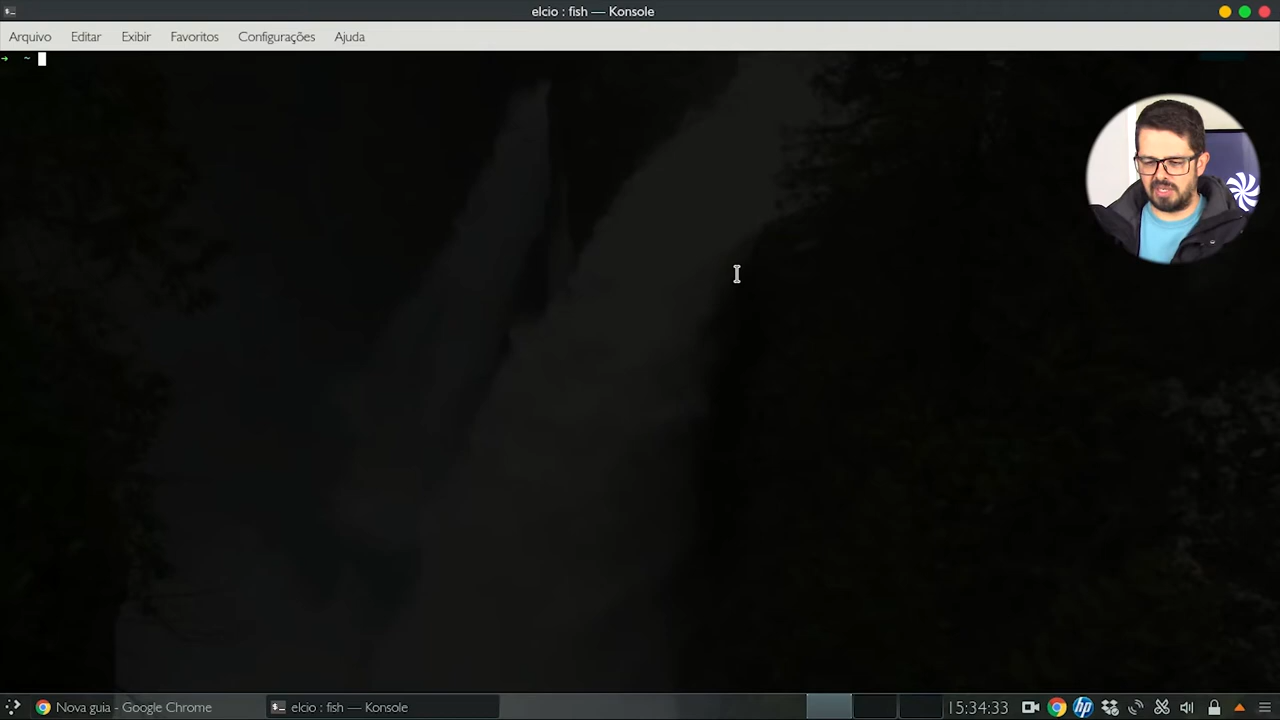 elcio : fish — Konsole
Arquivo Editar Exibir Favoritos Configurações Ajuda
➜ ~
Nova guia - Google Chrome elcio : fish — Konsole 15:34:33